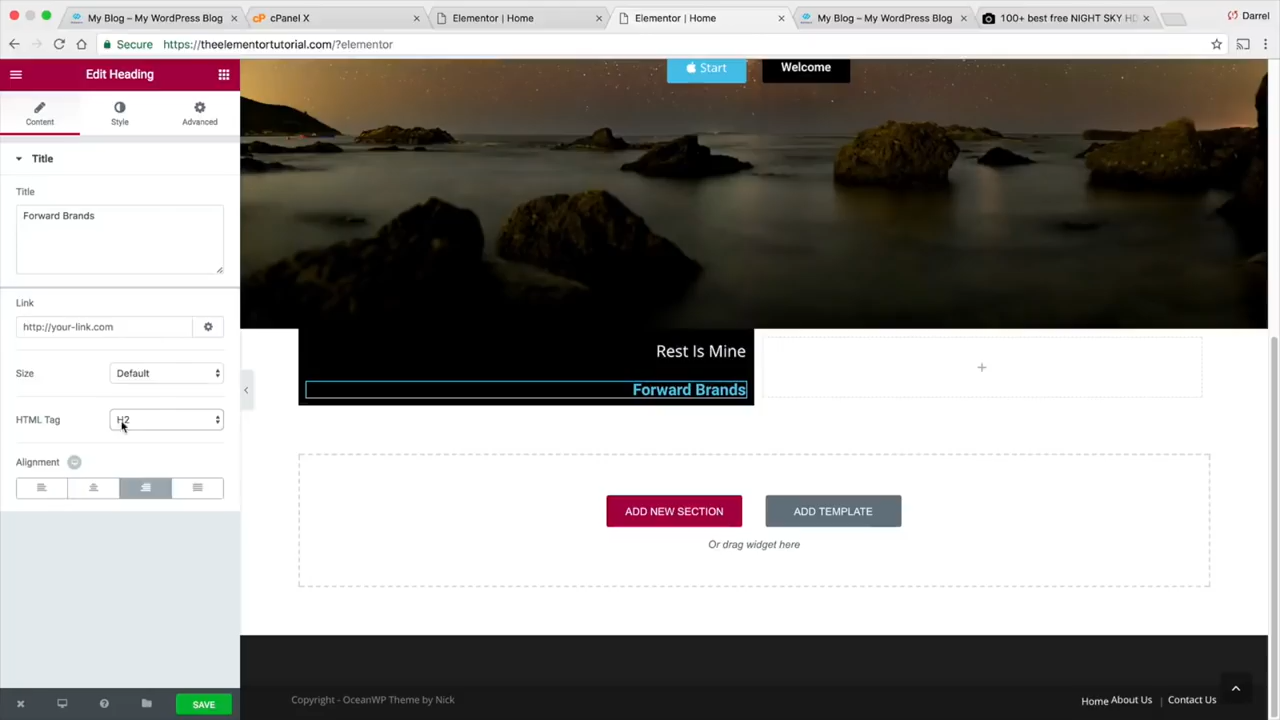 My Blog – My WordPress Blog
cPanel X
Elementor | Home
Elementor | Home
My Blog – My WordPress Blog
100+ best free NIGHT SKY HD
Darrel
Secure
https://theelementortutorial.com/?elementor
Edit Heading
Start
Welcome
Content
Style
Advanced
Title
Title
Forward Brands
Link
http://your-link.com
Size
Default
HTML Tag
H2
Alignment
Rest Is Mine
Forward Brands
ADD NEW SECTION
ADD TEMPLATE
Or drag widget here
SAVE
Copyright - OceanWP Theme by Nick
Home About Us | Contact Us